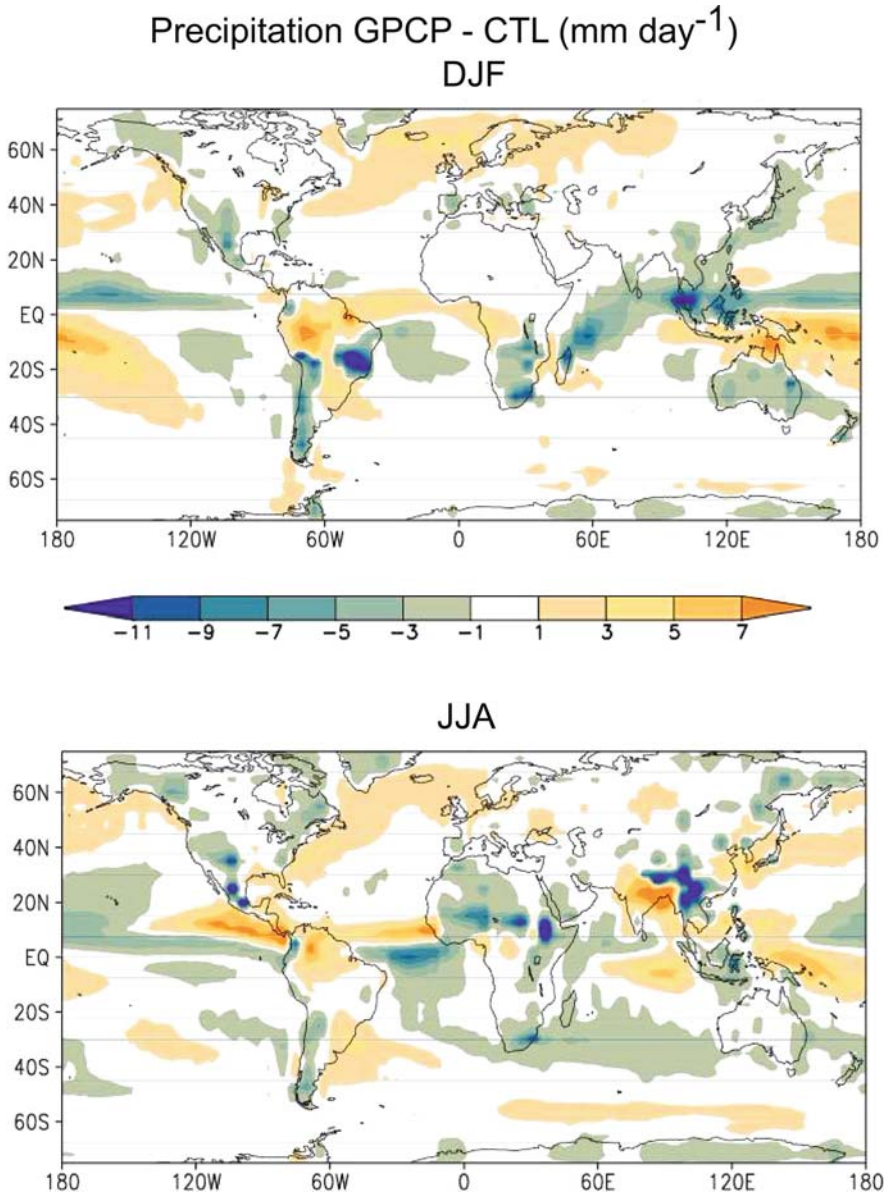 Precipitation GPCP - CTL (mm day-1)
DJF
60N
40N
20N
EQ
20S
40S
60S
180 120W 60W 0 60E 120E 180
-11 -9 -7 -5 -3 -1 1 3 5 7
JJA
60N
40N
20N
EQ
20S
40S
60S
180 120W 60W 0 60E 120E 180